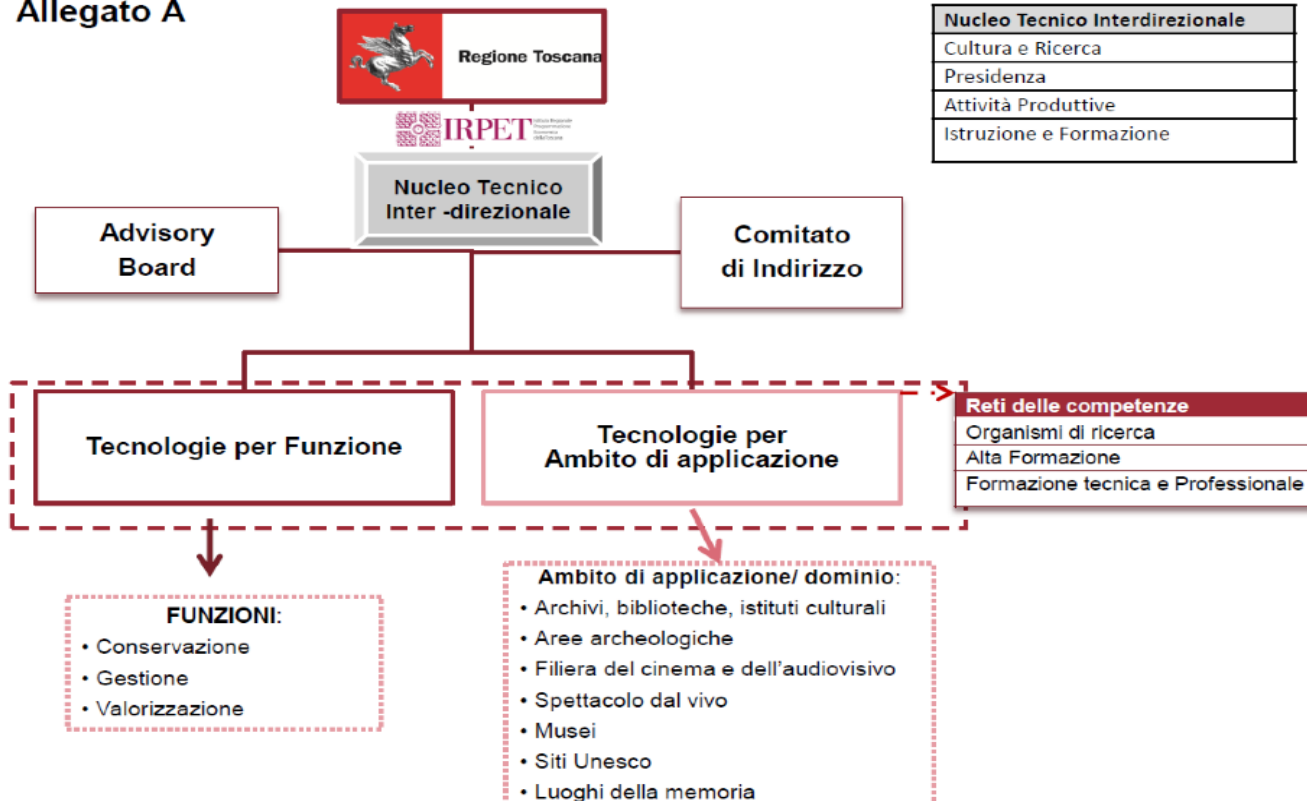 Allegato A
Regione Toscana
IRPET
Nucleo Tecnico
Inter -direzionale
Nucleo Tecnico Interdirezionale
Cultura e Ricerca
Presidenza
Attività Produttive
Istruzione e Formazione
Advisory
Board
Comitato
di Indirizzo
Tecnologie per Funzione
Tecnologie per
Ambito di applicazione
Reti delle competenze
Organismi di ricerca
Alta Formazione
Formazione tecnica e Professionale
FUNZIONI:
• Conservazione
• Gestione
• Valorizzazione
Ambito di applicazione/ dominio:
• Archivi, biblioteche, istituti culturali
• Aree archeologiche
• Filiera del cinema e dell'audiovisivo
• Spettacolo dal vivo
• Musei
• Siti Unesco
• Luoghi della memoria